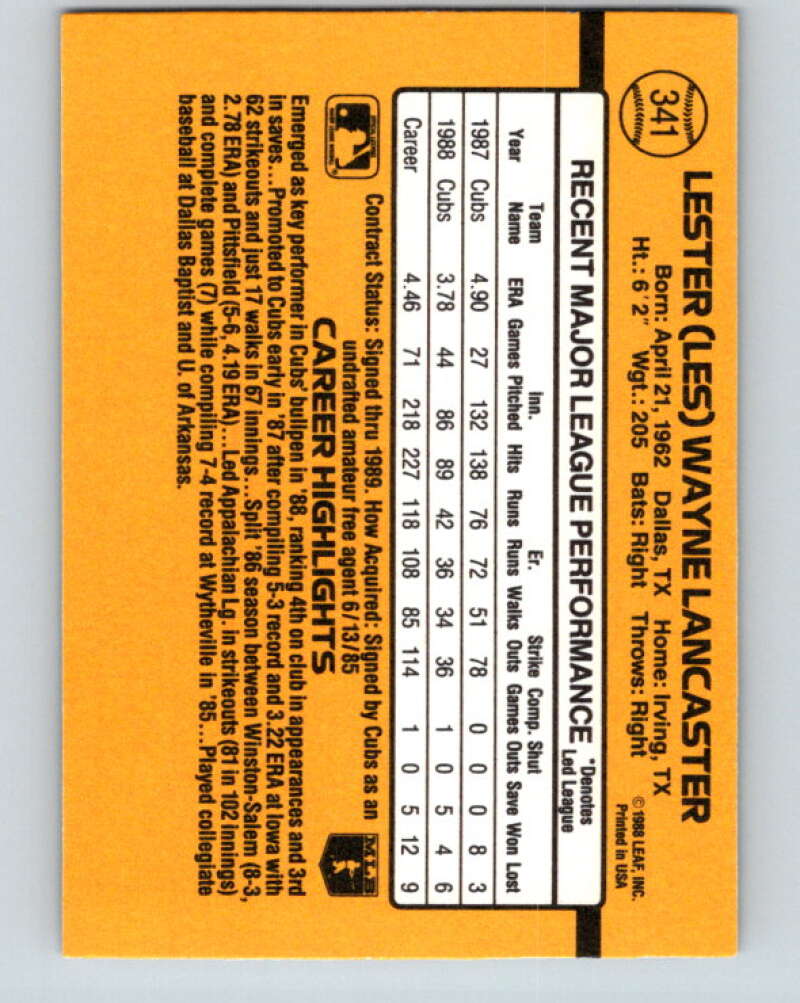 341
LESTER (LES) WAYNE LANCASTER
Born: April 21, 1962 Dallas, TX Home: Irving, TX
Ht.: 6'2" Wgt.: 205 Bats: Right Throws: Right
© 1988 LEAF, INC.
Printed in USA
RECENT MAJOR LEAGUE PERFORMANCE *Denotes
Led League
Team Inn. Er. Strike Comp. Shut
Year Name ERA Games Pitched Hits Runs Runs Walks Outs Games Outs Save Won Lost
1987 Cubs 4.90 27 132 138 76 72 51 78 0 0 0 8 3
1988 Cubs 3.78 44 86 89 42 36 34 36 1 0 5 4 6
Career 4.46 71 218 227 118 108 85 114 1 0 5 12 9
Contract Status: Signed thru 1989. How Acquired: Signed by Cubs as an
undrafted amateur free agent 6/13/85
MLB
CAREER HIGHLIGHTS
Emerged as key performer in Cubs' bullpen in '88, ranking 4th on club in appearances and 3rd
in saves...Promoted to Cubs early in '87 after compiling 5-3 record and 3.22 ERA at Iowa with
62 strikeouts and just 17 walks in 67 innings...Split '86 season between Winston-Salem (8-3,
2.78 ERA) and Pittsfield (5-6, 4.19 ERA)...Led Appalachian Lg. in strikeouts (81 in 102 innings)
and complete games (7) while compiling 7-4 record at Wytheville in '85...Played collegiate
baseball at Dallas Baptist and U. of Arkansas.